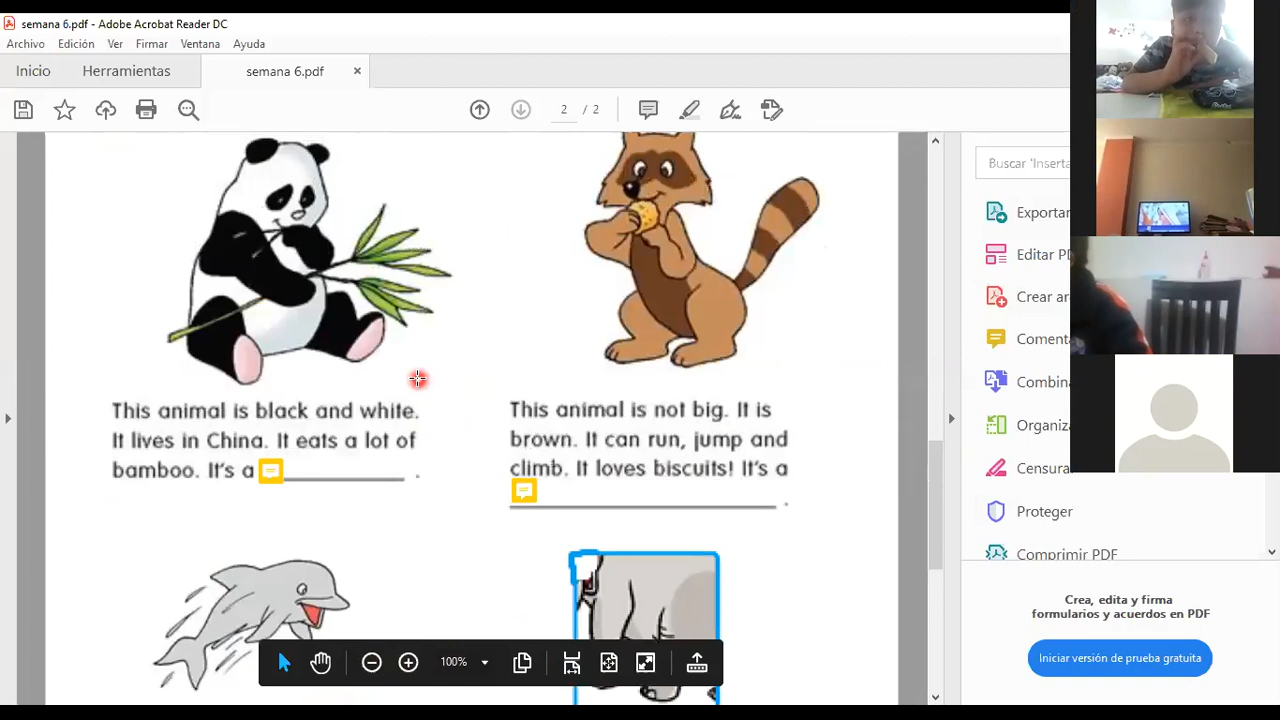 semana 6.pdf - Adobe Acrobat Reader DC
Archivo Edición Ver Firmar Ventana Ayuda
Inicio Herramientas semana 6.pdf ×
2 / 2
Buscar 'Inserta
Exportar
Editar PD
Crear ar
Comenta
Combina
Organiza
Censura
Proteger
Comprimir PDF
Crea, edita y firma
formularios y acuerdos en PDF
Iniciar versión de prueba gratuita
This animal is black and white.
It lives in China. It eats a lot of
bamboo. It's a .
This animal is not big. It is
brown. It can run, jump and
climb. It loves biscuits! It's a
.
100%